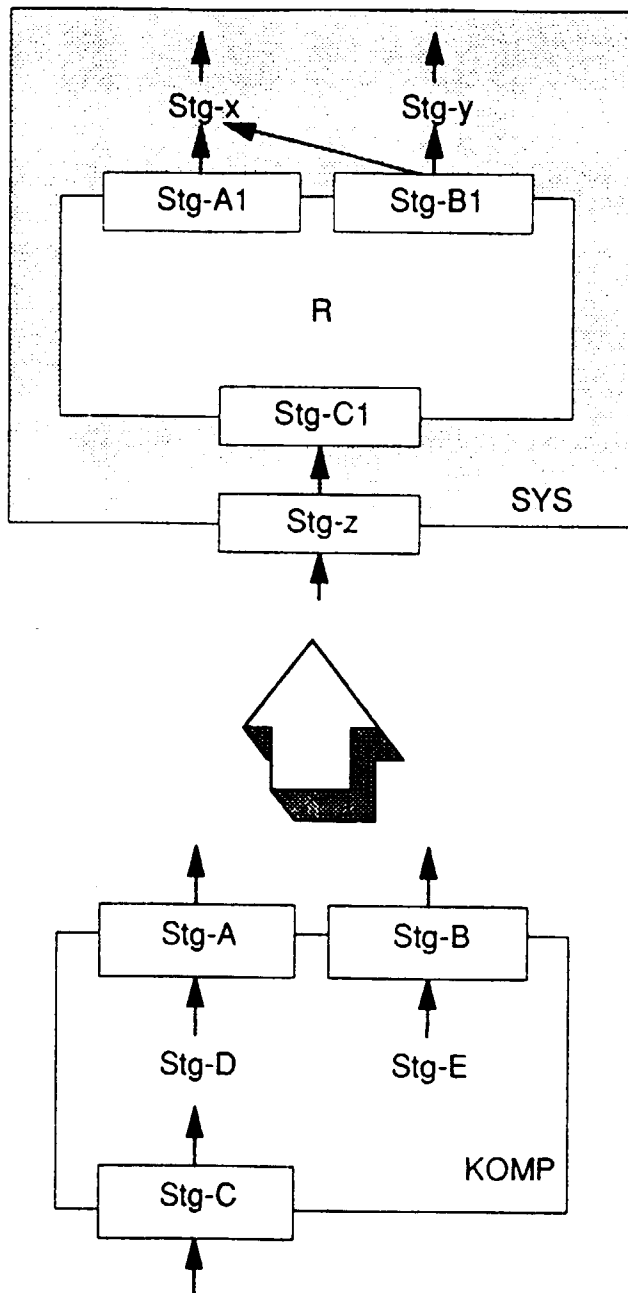 Stg-x Stg-y
Stg-A1 Stg-B1
R
Stg-C1
SYS
Stg-z
Stg-A Stg-B
Stg-D Stg-E
KOMP
Stg-C